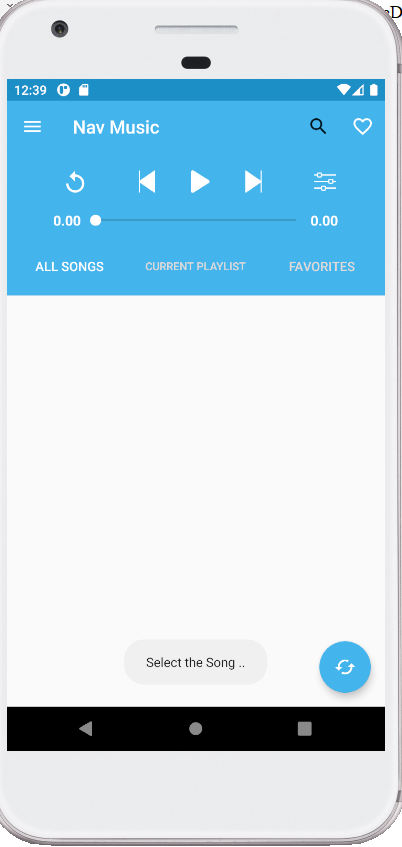 12:39
Nav Music
0.00 0.00
ALL SONGS CURRENT PLAYLIST FAVORITES
Select the Song ..